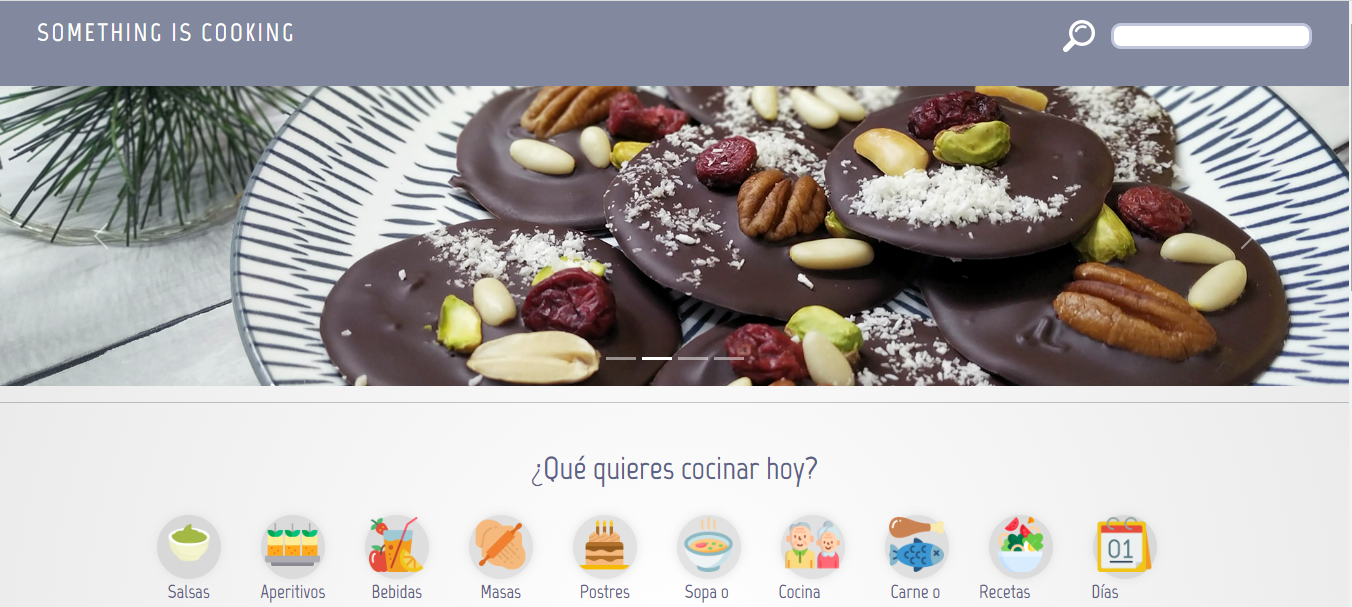 SOMETHING IS COOKING
¿Qué quieres cocinar hoy?
Salsas Aperitivos Bebidas Masas Postres Sopa o Cocina Carne o Recetas Días
01